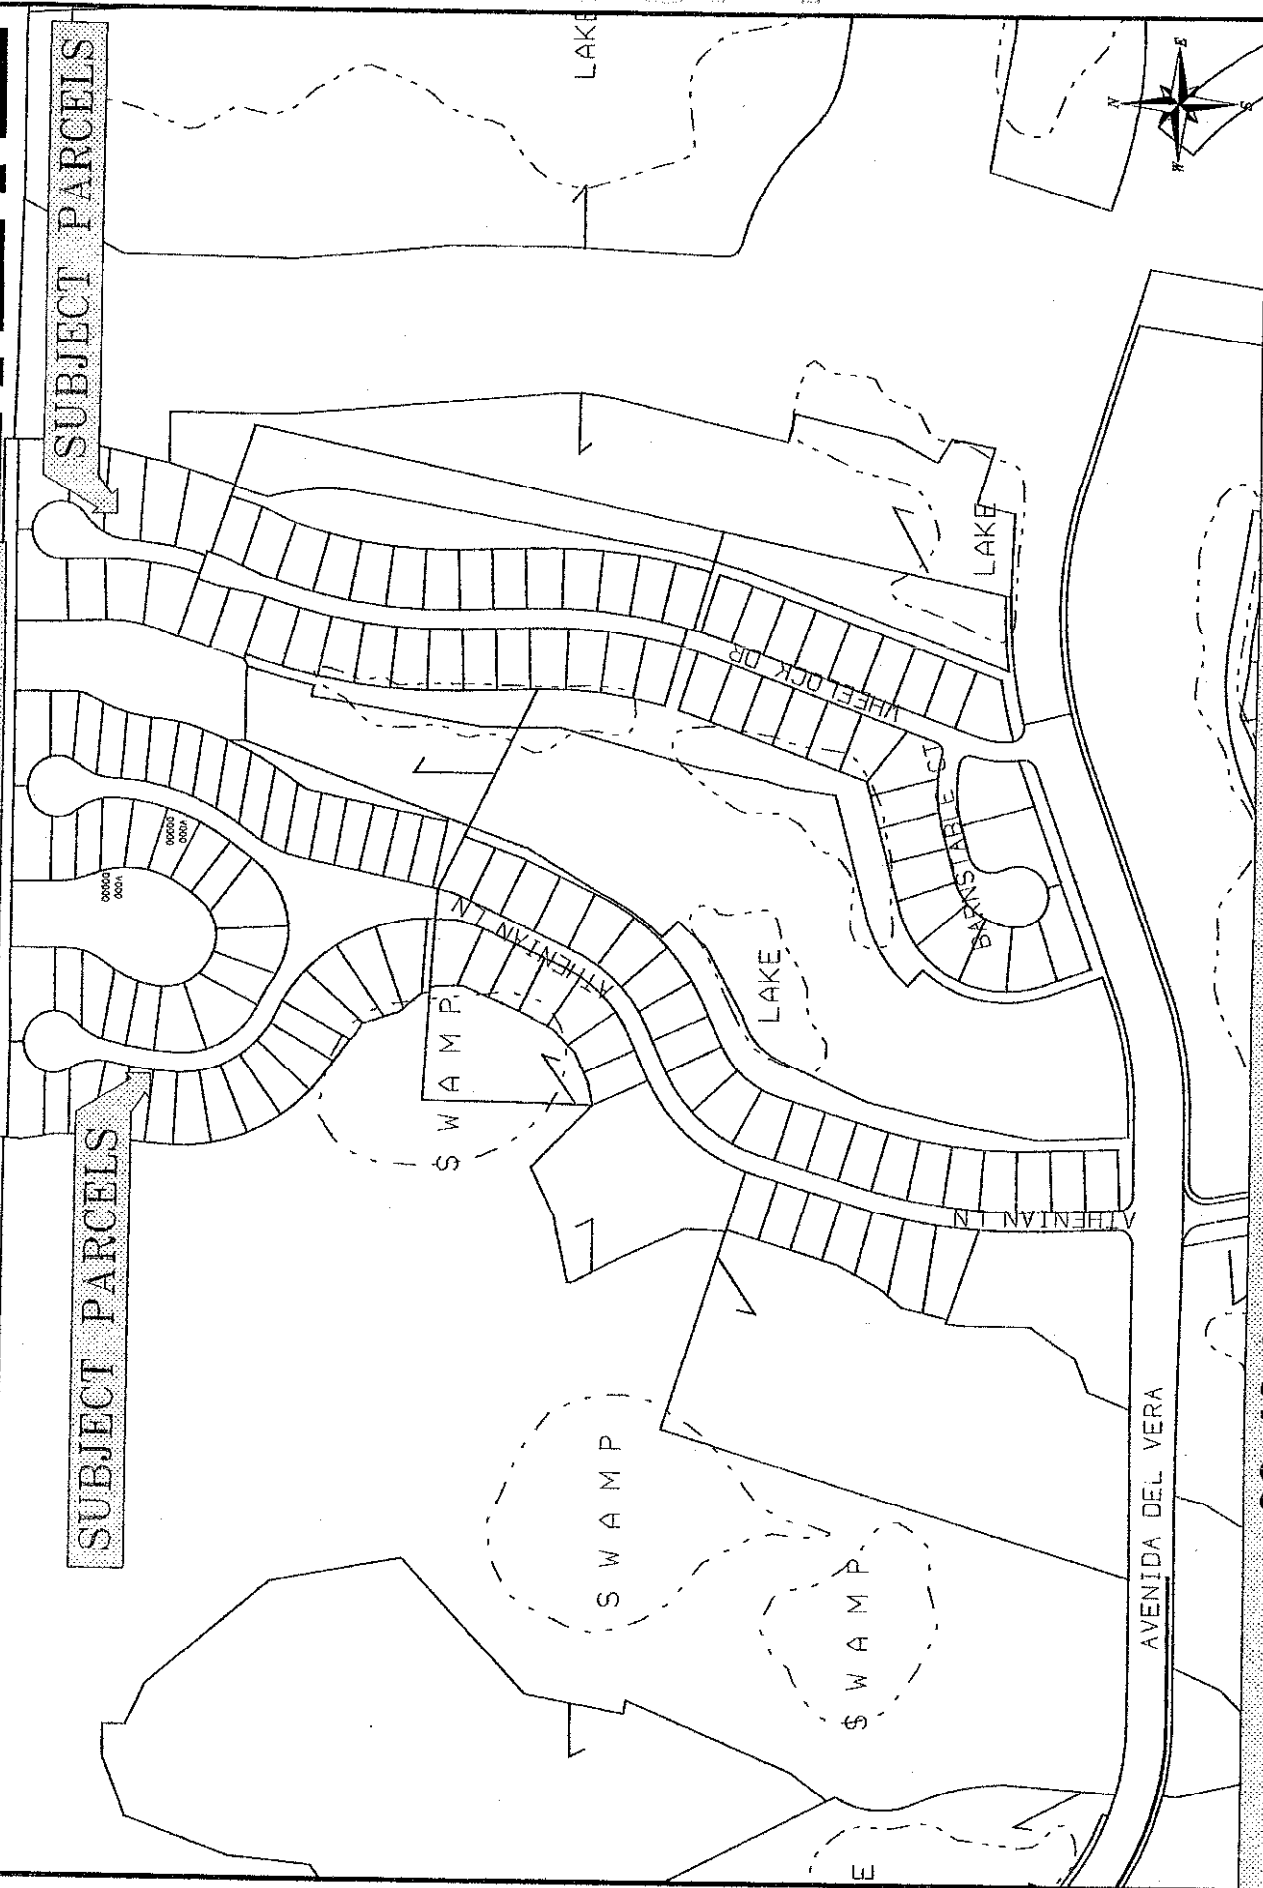 SUBJECT PARCELS
SUBJECT PARCELS
LAKE
N
E
S
W
LAKE
WHEELOCK DR
BARNSTABLE CT
ATHENIAN LN
SWAMP
LAKE
ATHENIAN LN
SWAMP
SWAMP
AVENIDA DEL VERA
E